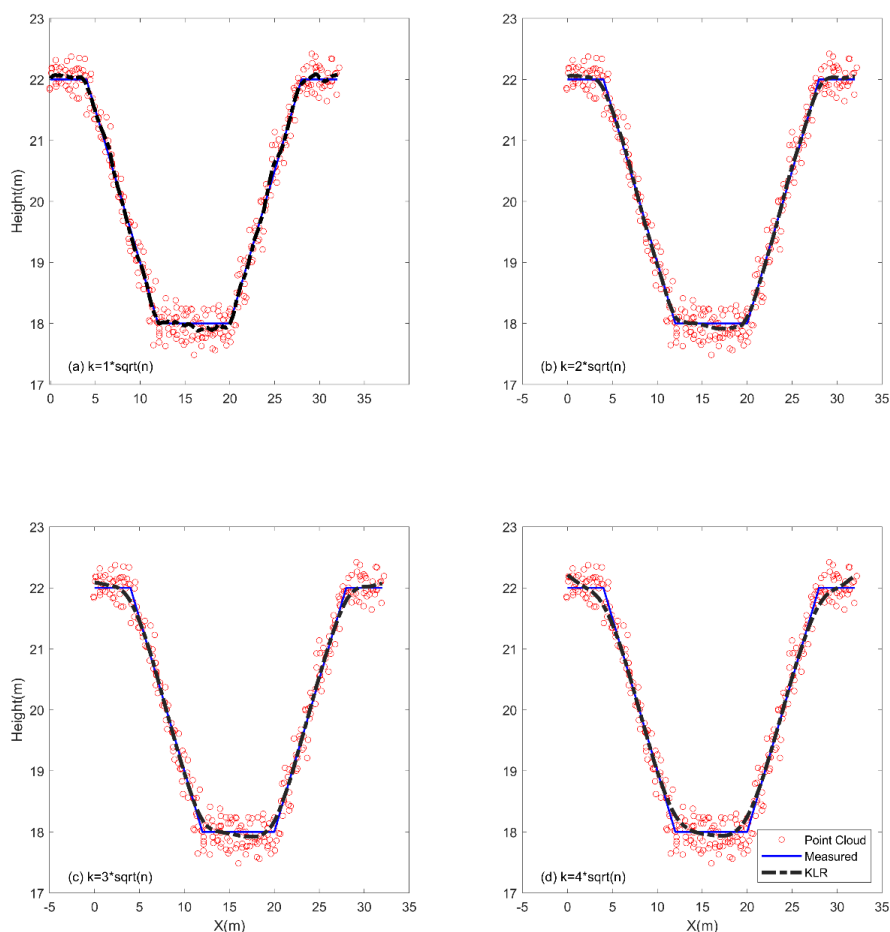 23
22
21
20
19
18
17
Height(m)
(a) k=1*sqrt(n)
0 5 10 15 20 25 30 35
23
22
21
20
19
18
17
(b) k=2*sqrt(n)
-5 0 5 10 15 20 25 30 35
23
22
21
20
19
18
17
Height(m)
(c) k=3*sqrt(n)
-5 0 5 10 15 20 25 30 35
X(m)
23
22
21
20
19
18
17
(d) k=4*sqrt(n)
Point Cloud
Measured
KLR
-5 0 5 10 15 20 25 30 35
X(m)